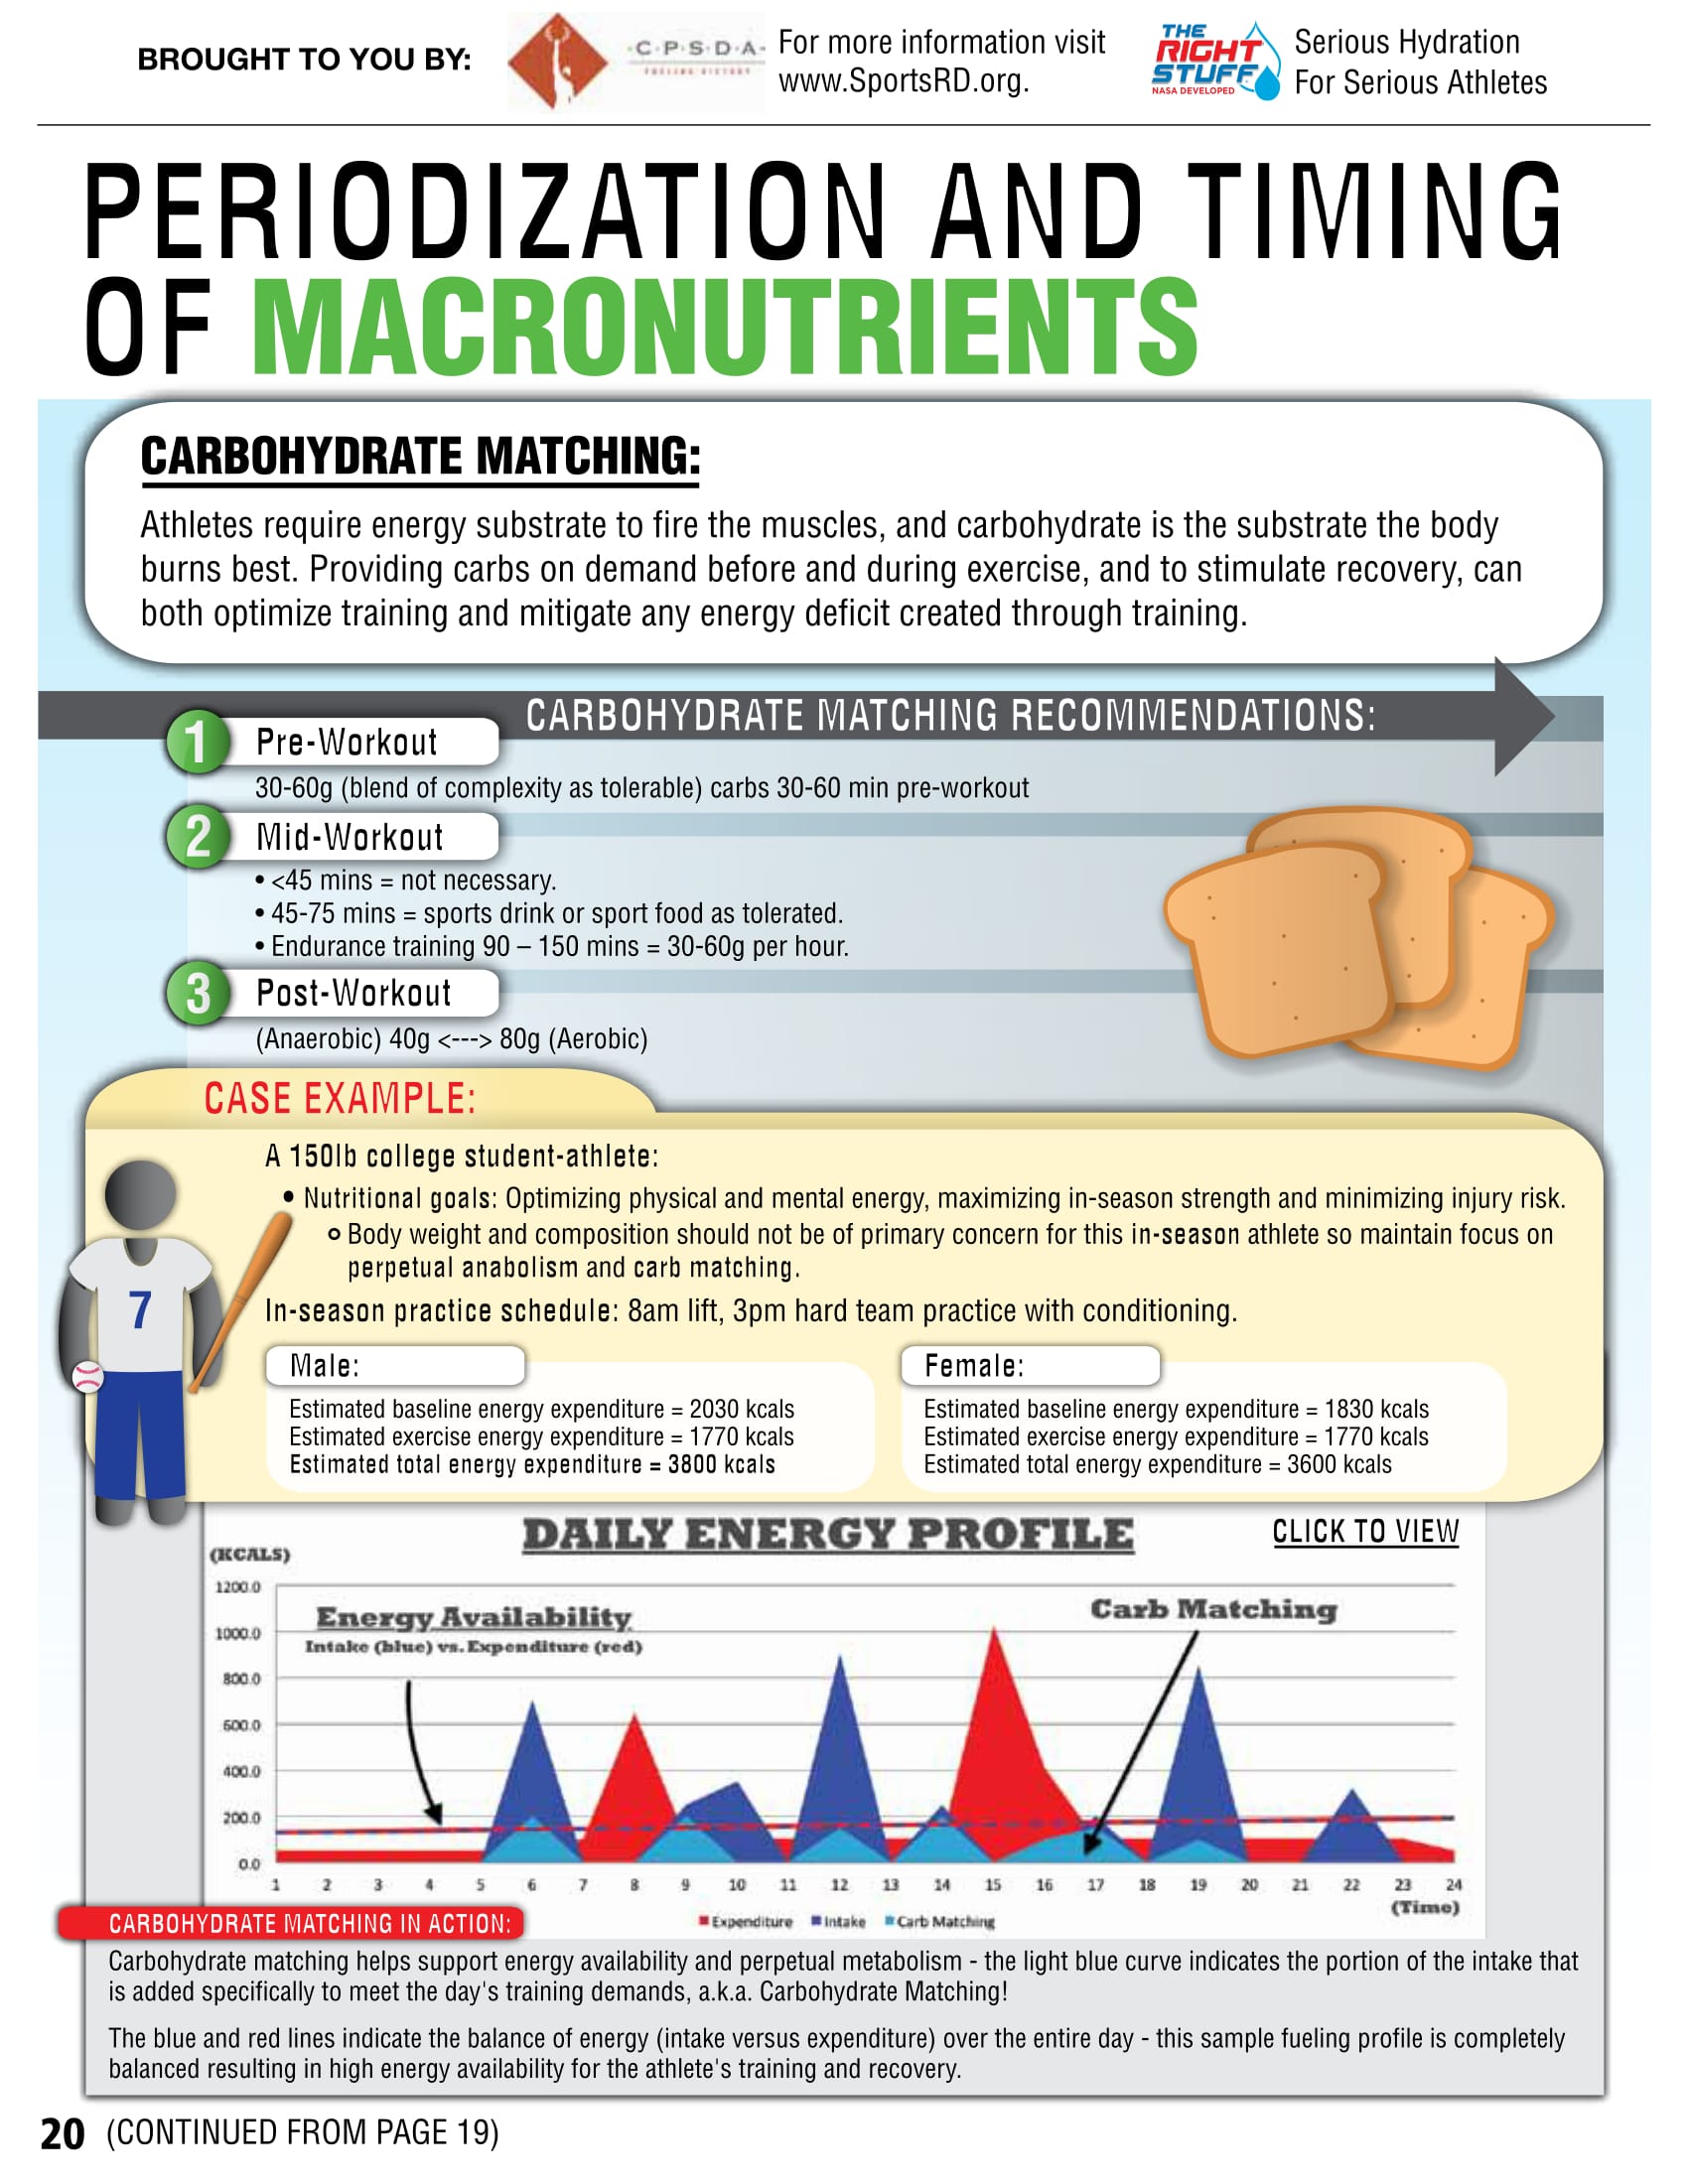 BROUGHT TO YOU BY:
·C·P·S·D·A·
FUELING VICTORY
For more information visit
www.SportsRD.org.
THE
RIGHT
STUFF
NASA DEVELOPED
Serious Hydration
For Serious Athletes
PERIODIZATION AND TIMING
OF MACRONUTRIENTS
CARBOHYDRATE MATCHING:
Athletes require energy substrate to fire the muscles, and carbohydrate is the substrate the body
burns best. Providing carbs on demand before and during exercise, and to stimulate recovery, can
both optimize training and mitigate any energy deficit created through training.
CARBOHYDRATE MATCHING RECOMMENDATIONS:
1 Pre-Workout
30-60g (blend of complexity as tolerable) carbs 30-60 min pre-workout
2 Mid-Workout
• <45 mins = not necessary.
• 45-75 mins = sports drink or sport food as tolerated.
• Endurance training 90 – 150 mins = 30-60g per hour.
3 Post-Workout
(Anaerobic) 40g <---> 80g (Aerobic)
CASE EXAMPLE:
A 150lb college student-athlete:
• Nutritional goals: Optimizing physical and mental energy, maximizing in-season strength and minimizing injury risk.
o Body weight and composition should not be of primary concern for this in-season athlete so maintain focus on
perpetual anabolism and carb matching.
In-season practice schedule: 8am lift, 3pm hard team practice with conditioning.
7
Male:
Estimated baseline energy expenditure = 2030 kcals
Estimated exercise energy expenditure = 1770 kcals
Estimated total energy expenditure = 3800 kcals
Female:
Estimated baseline energy expenditure = 1830 kcals
Estimated exercise energy expenditure = 1770 kcals
Estimated total energy expenditure = 3600 kcals
DAILY ENERGY PROFILE
CLICK TO VIEW
(KCALS)
1200.0
1000.0
800.0
600.0
400.0
200.0
0.0
Energy Availability
Intake (blue) vs. Expenditure (red)
Carb Matching
1 2 3 4 5 6 7 8 9 10 11 12 13 14 15 16 17 18 19 20 21 22 23 24
(Time)
Expenditure Intake Carb Matching
CARBOHYDRATE MATCHING IN ACTION:
Carbohydrate matching helps support energy availability and perpetual metabolism - the light blue curve indicates the portion of the intake that
is added specifically to meet the day's training demands, a.k.a. Carbohydrate Matching!
The blue and red lines indicate the balance of energy (intake versus expenditure) over the entire day - this sample fueling profile is completely
balanced resulting in high energy availability for the athlete's training and recovery.
20 (CONTINUED FROM PAGE 19)